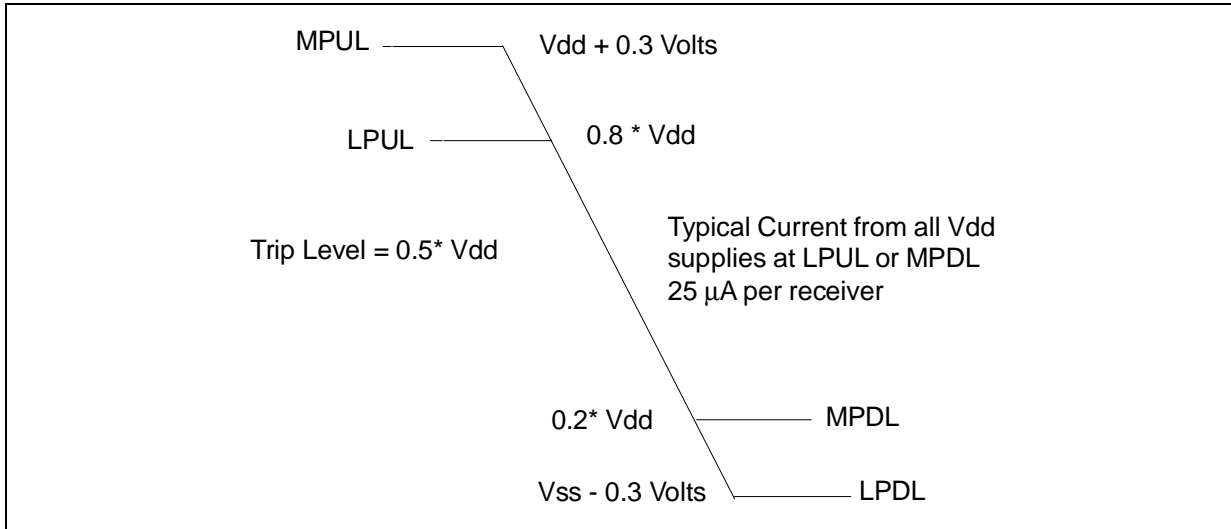 MPUL
Vdd + 0.3 Volts
LPUL
0.8 * Vdd
Trip Level = 0.5* Vdd
Typical Current from all Vdd
supplies at LPUL or MPDL
25 μA per receiver
0.2* Vdd
MPDL
Vss - 0.3 Volts
LPDL